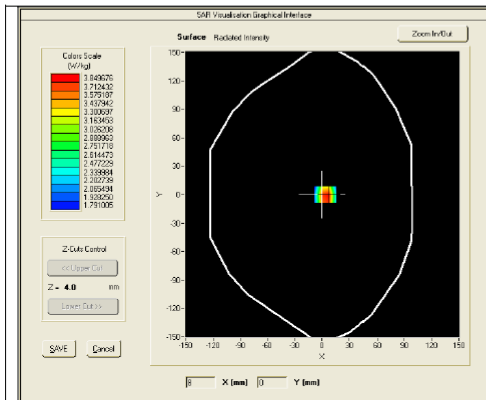 SAR Visualisation Graphical Interface
Surface Radiated Intensity
Zoom In/Out
Colors Scale
(W/kg)
3.849676
3.712432
3.575187
3.437942
3.300697
3.163453
3.026208
2.888963
2.751718
2.614473
2.477229
2.339984
2.202739
2.065494
1.928250
1.791005
Z-Cuts Control
<< Upper Cut
Z = 4.0 mm
Lower Cut >>
SAVE Cancel
150
120
90
60
30
0
-30
-60
-90
-120
-150
Y
-150 -120 -90 -60 -30 0 30 60 90 120 150
X
8 X (mm) 0 Y (mm)